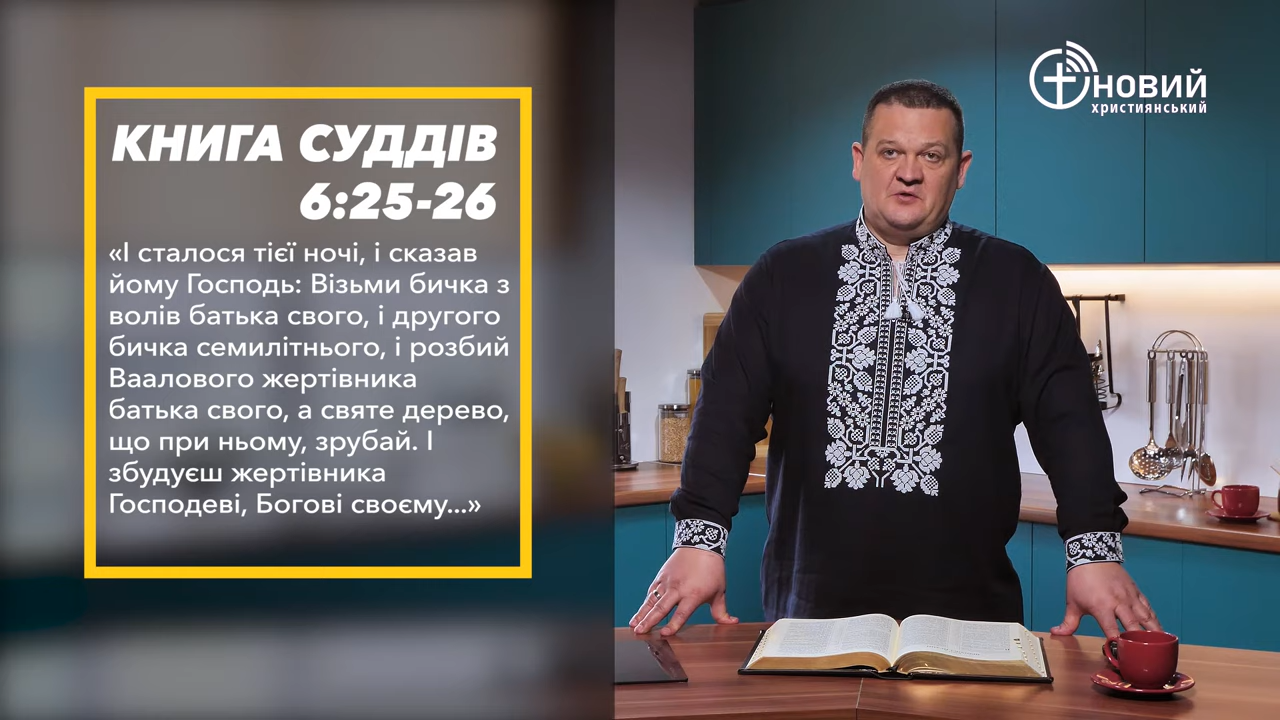 КНИГА СУДДІВ
6:25-26
«І сталося тієї ночі, і сказав
йому Господь: Візьми бичка з
волів батька свого, і другого
бичка семилітнього, і розбий
Ваалового жертівника
батька свого, а святе дерево,
що при ньому, зрубай. І
збудуєш жертівника
Господеві, Богові своєму...»
НОВИЙ
християнський